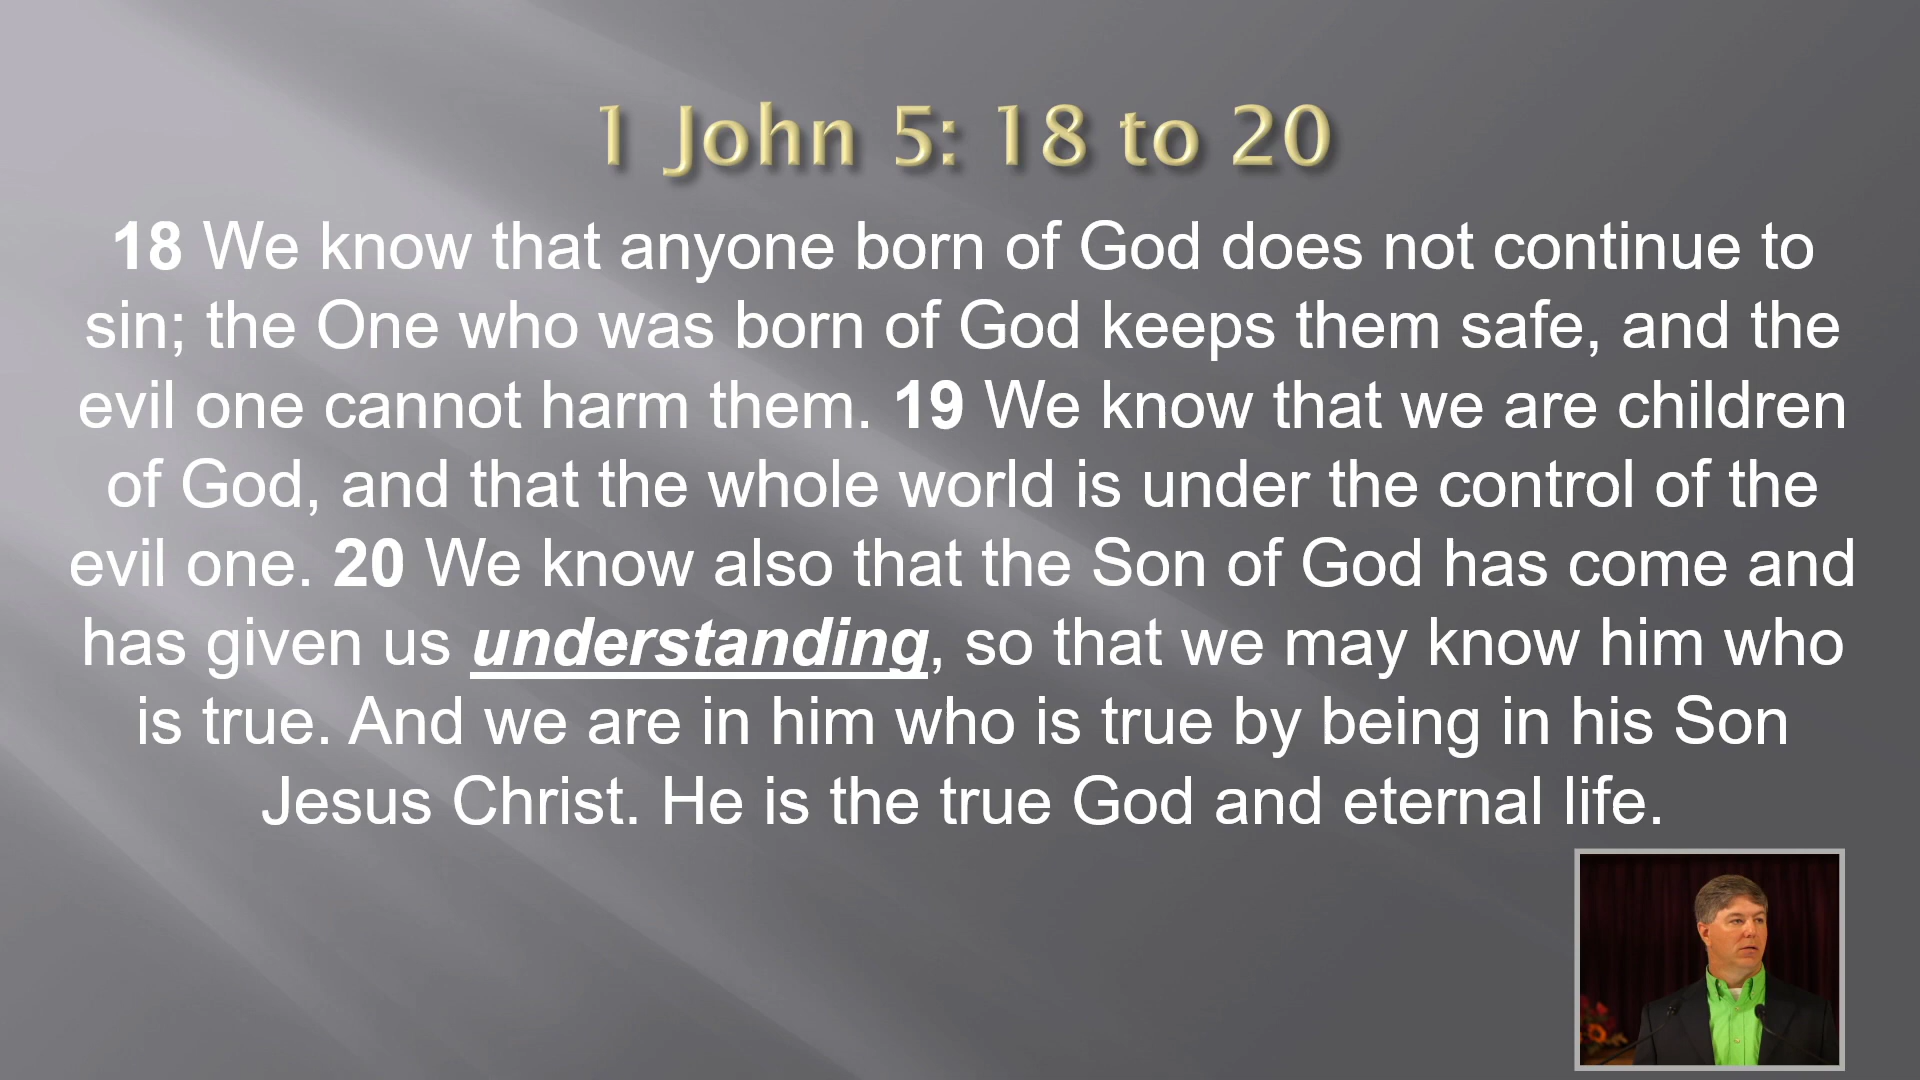 1 John 5: 18 to 20
18 We know that anyone born of God does not continue to
sin; the One who was born of God keeps them safe, and the
evil one cannot harm them. 19 We know that we are children
of God, and that the whole world is under the control of the
evil one. 20 We know also that the Son of God has come and
has given us understanding, so that we may know him who
is true. And we are in him who is true by being in his Son
Jesus Christ. He is the true God and eternal life.